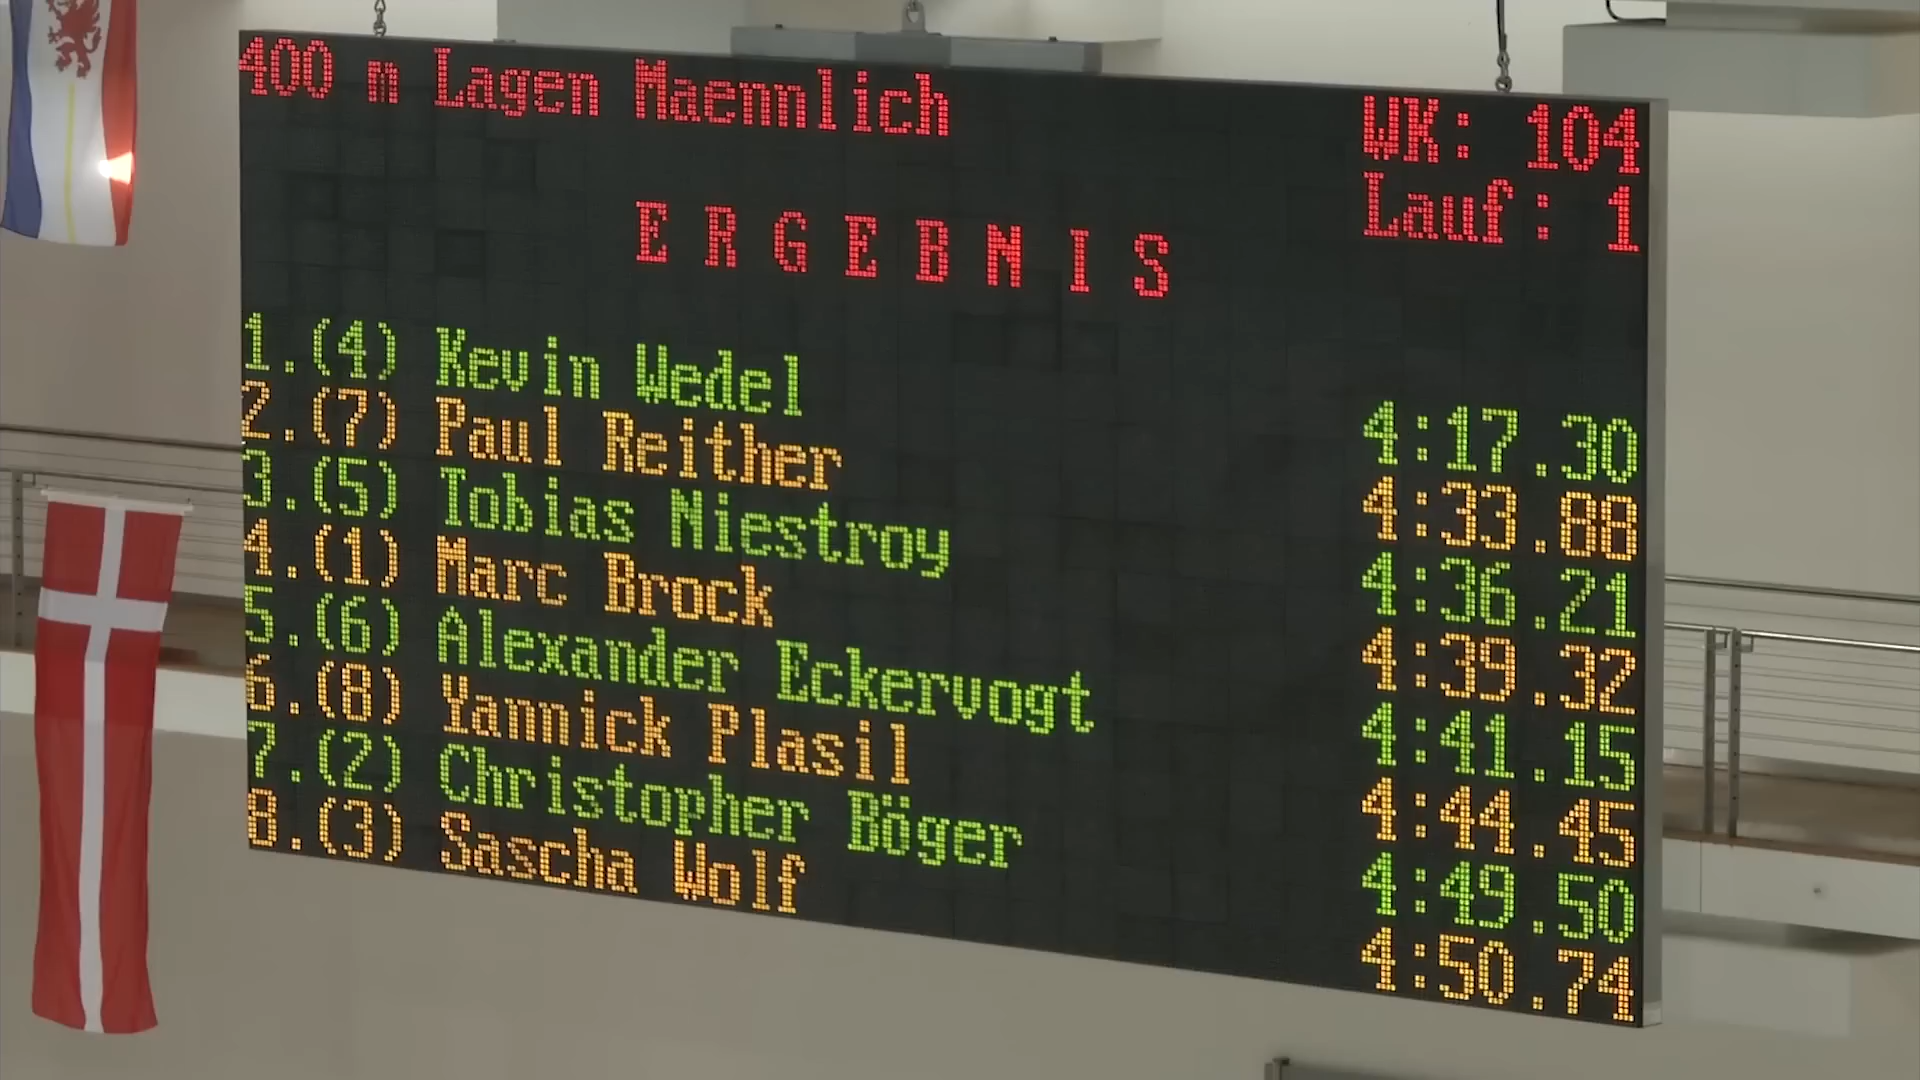 400 m Lagen Maennlich WK: 104
Lauf: 1
E R G E B N I S
1.(4) Kevin Wedel 4:17.30
2.(7) Paul Reither 4:33.88
3.(5) Tobias Niestroy 4:36.21
4.(1) Marc Brock 4:39.32
5.(6) Alexander Eckervogt 4:41.15
6.(8) Yannick Plasil 4:44.45
7.(2) Christopher Böger 4:49.50
8.(3) Sascha Wolf 4:50.74